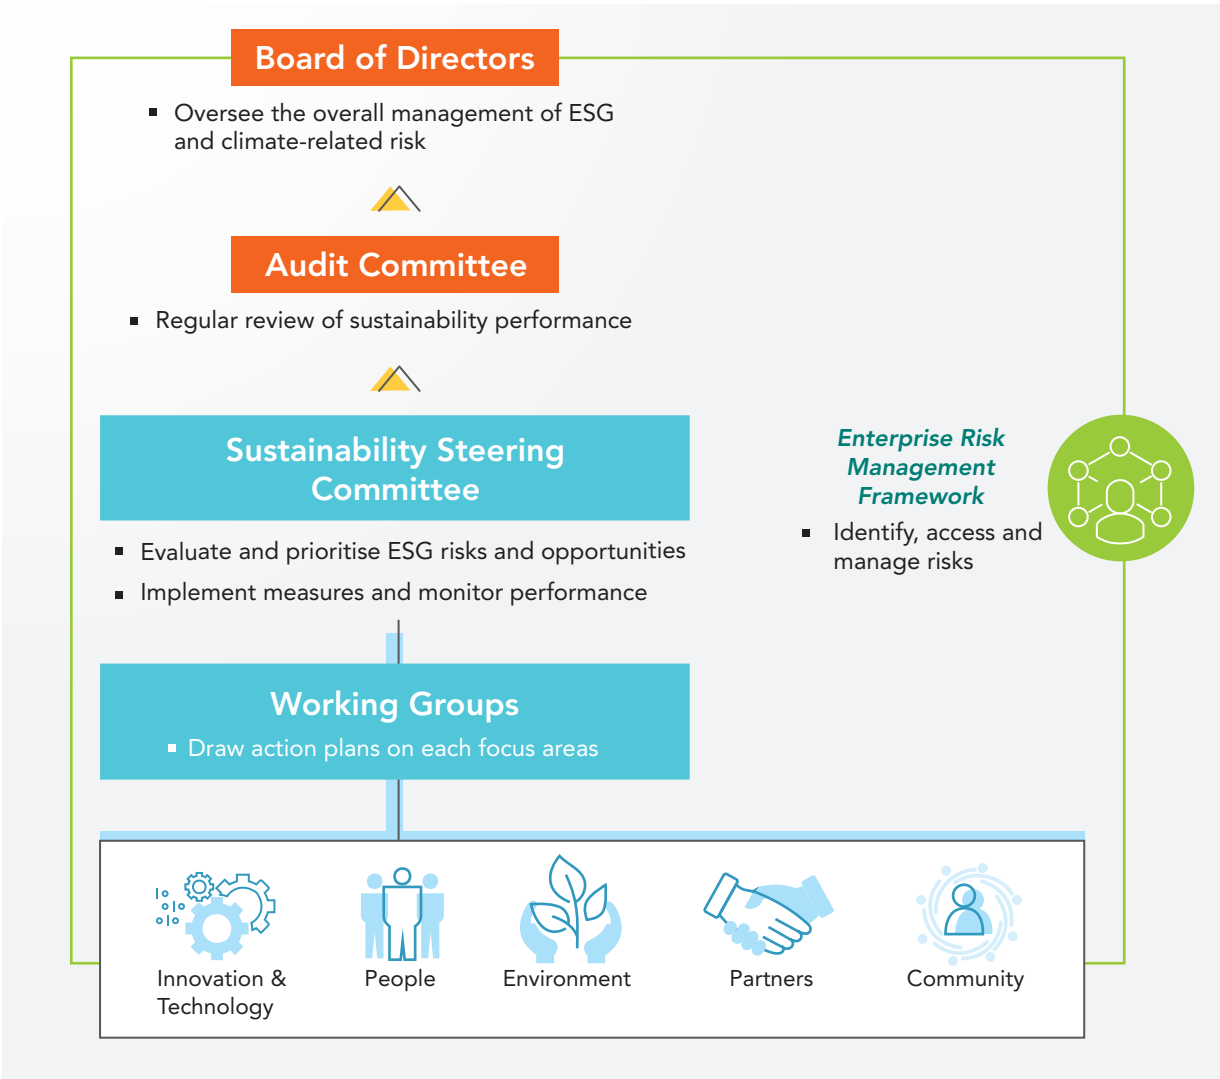 Board of Directors
▪ Oversee the overall management of ESG
and climate-related risk
Audit Committee
▪ Regular review of sustainability performance
Sustainability Steering
Committee
▪ Evaluate and prioritise ESG risks and opportunities
▪ Implement measures and monitor performance
Enterprise Risk
Management
Framework
▪ Identify, access and
manage risks
Working Groups
▪ Draw action plans on each focus areas
Innovation &
Technology
People
Environment
Partners
Community